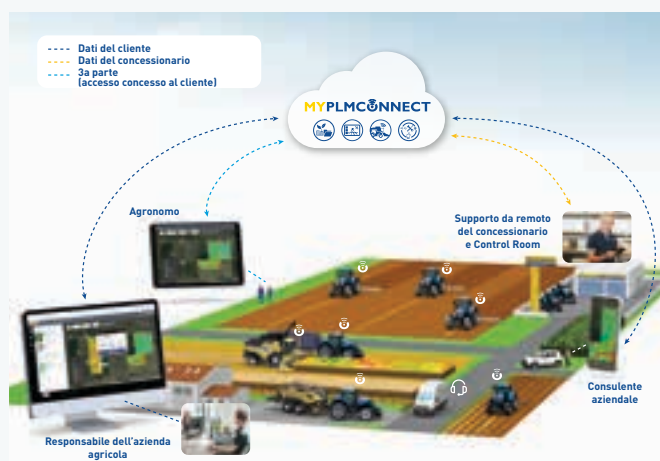 Dati del cliente
Dati del concessionario
3a parte
(accesso concesso al cliente)
MYPLMCONNECT
Agronomo
Supporto da remoto
del concessionario
e Control Room
Consulente
aziendale
Responsabile dell'azienda
agricola